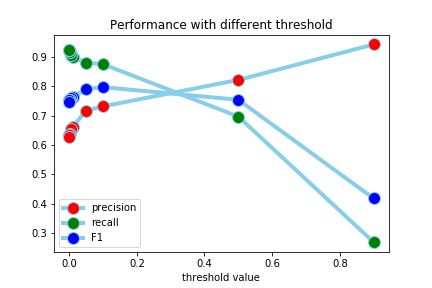 Performance with different threshold
0.9
0.8
0.7
0.6
0.5
0.4
0.3
precision
recall
F1
0.0 0.2 0.4 0.6 0.8
threshold value